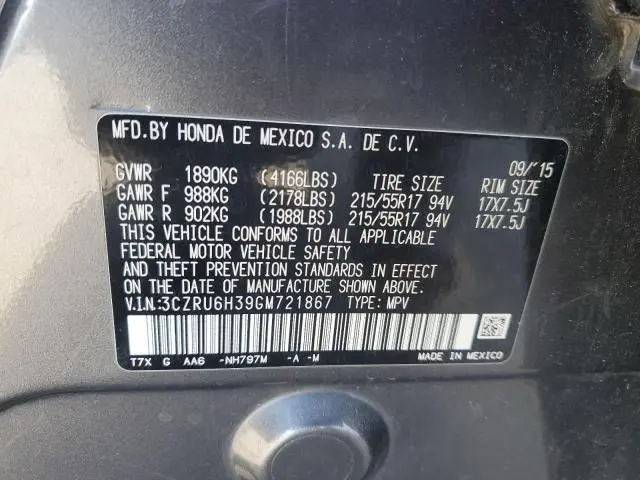 MFD.BY HONDA DE MEXICO S.A. DE C.V.
09/'15
GVWR 1890KG (4166LBS) TIRE SIZE RIM SIZE
GAWR F 988KG (2178LBS) 215/55R17 94V 17X7.5J
GAWR R 902KG (1988LBS) 215/55R17 94V 17X7.5J
THIS VEHICLE CONFORMS TO ALL APPLICABLE
FEDERAL MOTOR VEHICLE SAFETY
AND THEFT PREVENTION STANDARDS IN EFFECT
ON THE DATE OF MANUFACTURE SHOWN ABOVE.
V.I.N:3CZRU6H39GM721867 TYPE: MPV
T7X G AA6 -NH797M -A -M MADE IN MEXICO